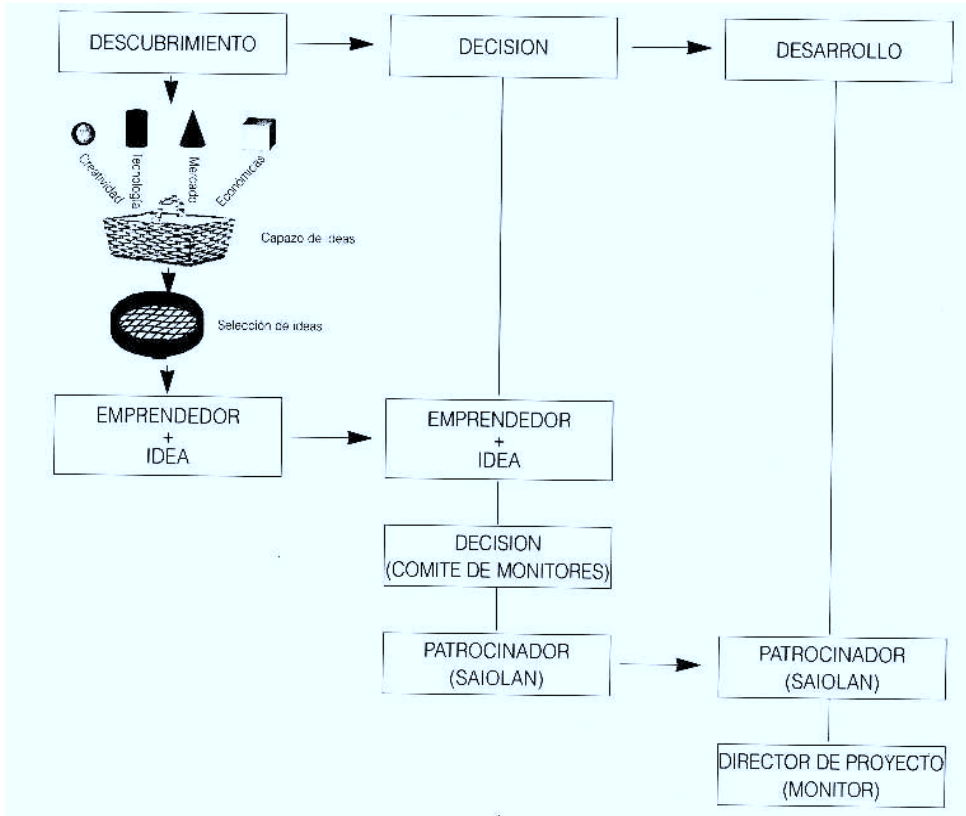 DESCUBRIMIENTO
DECISION
DESARROLLO
Creatividad
Tecnología
Mercado
Económicas
Capazo de ideas
Selección de ideas
EMPRENDEDOR
+
IDEA
EMPRENDEDOR
+
IDEA
DECISION
(COMITE DE MONITORES)
PATROCINADOR
(SAIOLAN)
PATROCINADOR
(SAIOLAN)
DIRECTOR DE PROYECTO
(MONITOR)